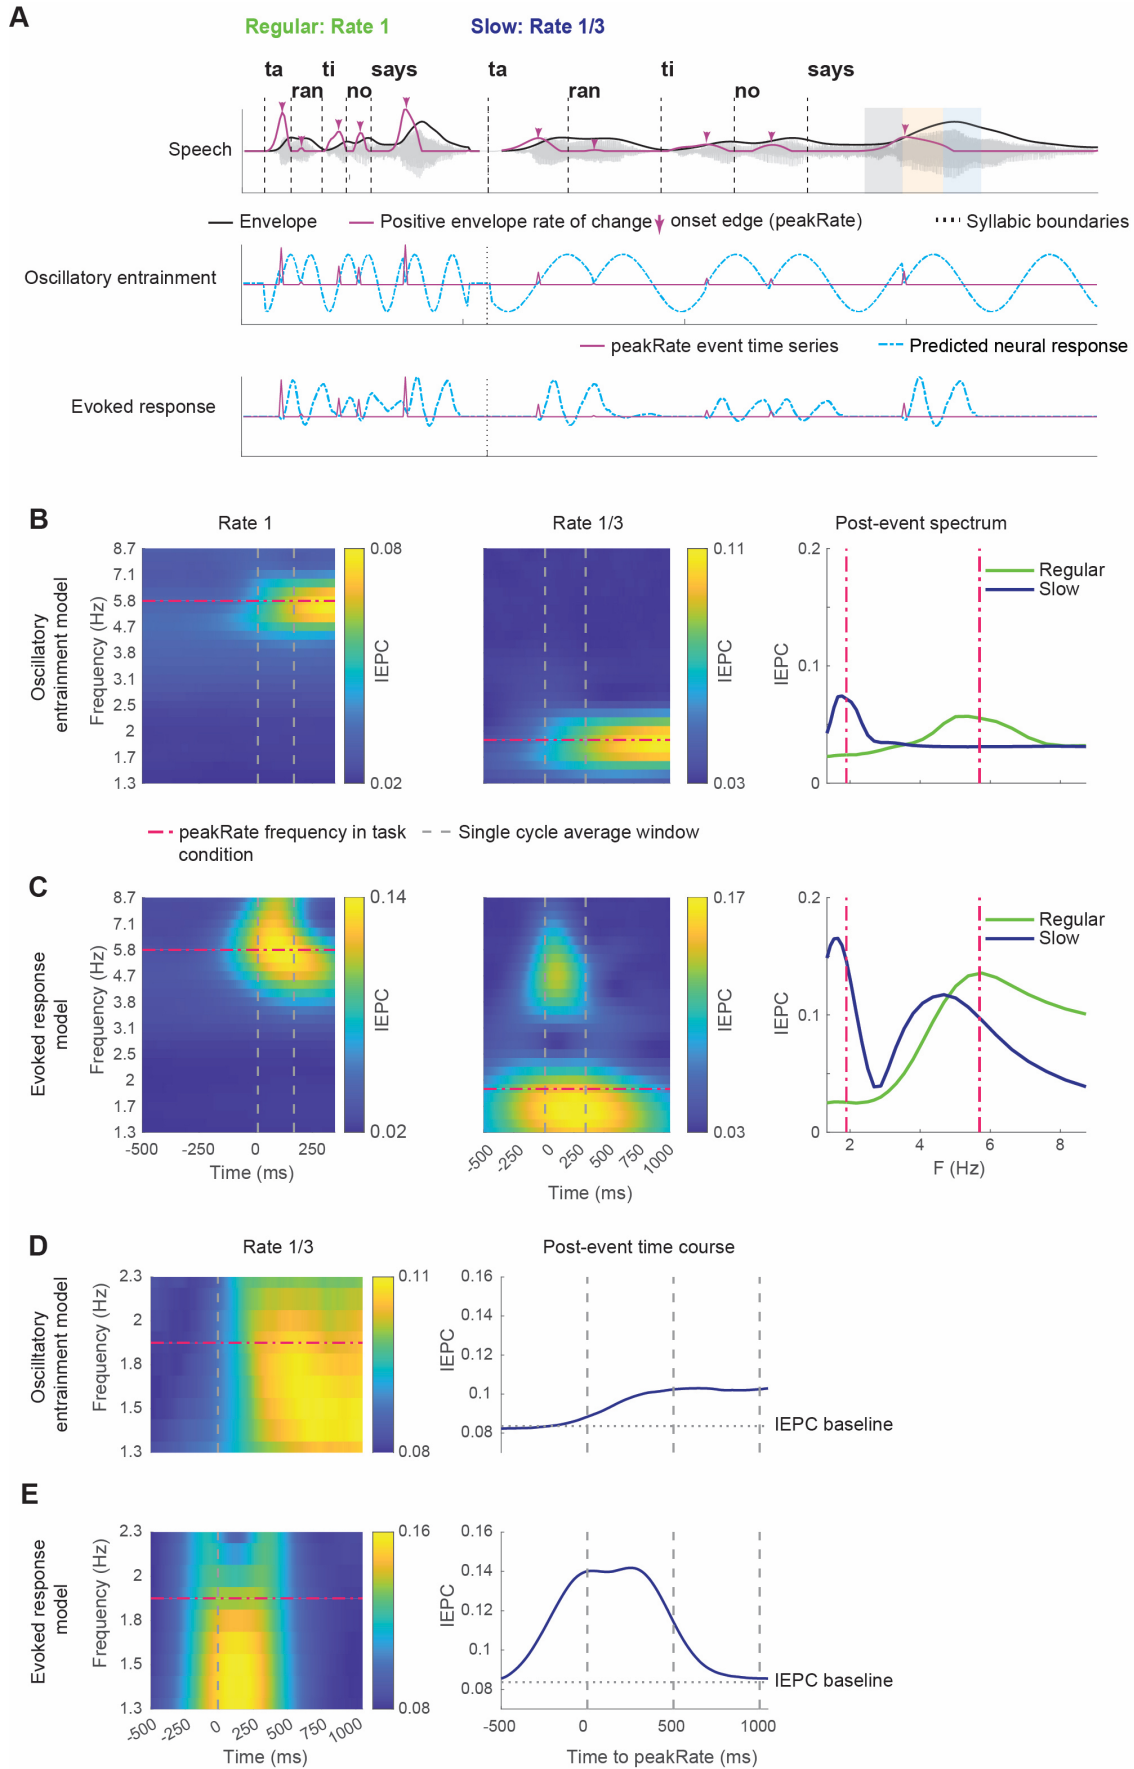 A
Regular: Rate 1
Slow: Rate 1/3
ta ti says ta ti says
ran no ran no
Speech
Envelope Positive envelope rate of change onset edge (peakRate) Syllabic boundaries
Oscillatory entrainment
peakRate event time series Predicted neural response
Evoked response
B
Rate 1 Rate 1/3 Post-event spectrum
Oscillatory
entrainment model
Frequency (Hz)
8.7
7.1
5.8
4.7
3.8
3.1
2.5
2
1.7
1.3
0.08
IEPC
0.02
0.11
IEPC
0.03
0.2
0.1
0
IEPC
Regular
Slow
peakRate frequency in task
condition
Single cycle average window
C
Evoked response
model
Frequency (Hz)
8.7
7.1
5.8
4.7
3.8
3.1
2.5
2
1.7
1.3
-500 -250 0 250
Time (ms)
0.14
IEPC
0.02
-500 -250 0 250 500 750 1000
Time (ms)
0.17
IEPC
0.03
0.2
0.1
0
IEPC
Regular
Slow
2 4 6 8
F (Hz)
D
Rate 1/3 Post-event time course
Oscilltatory
entrainment model
Frequency (Hz)
2.3
2
1.8
1.5
1.3
0.11
0.08
IEPC
0.16
0.14
0.12
0.1
0.08
IEPC baseline
E
Evoked response
model
Frequency (Hz)
2.3
2
1.8
1.5
1.3
-500 -250 0 250 500 750 1000
Time (ms)
0.16
0.08
IEPC
0.16
0.14
0.12
0.1
0.08
IEPC baseline
-500 0 500 1000
Time to peakRate (ms)